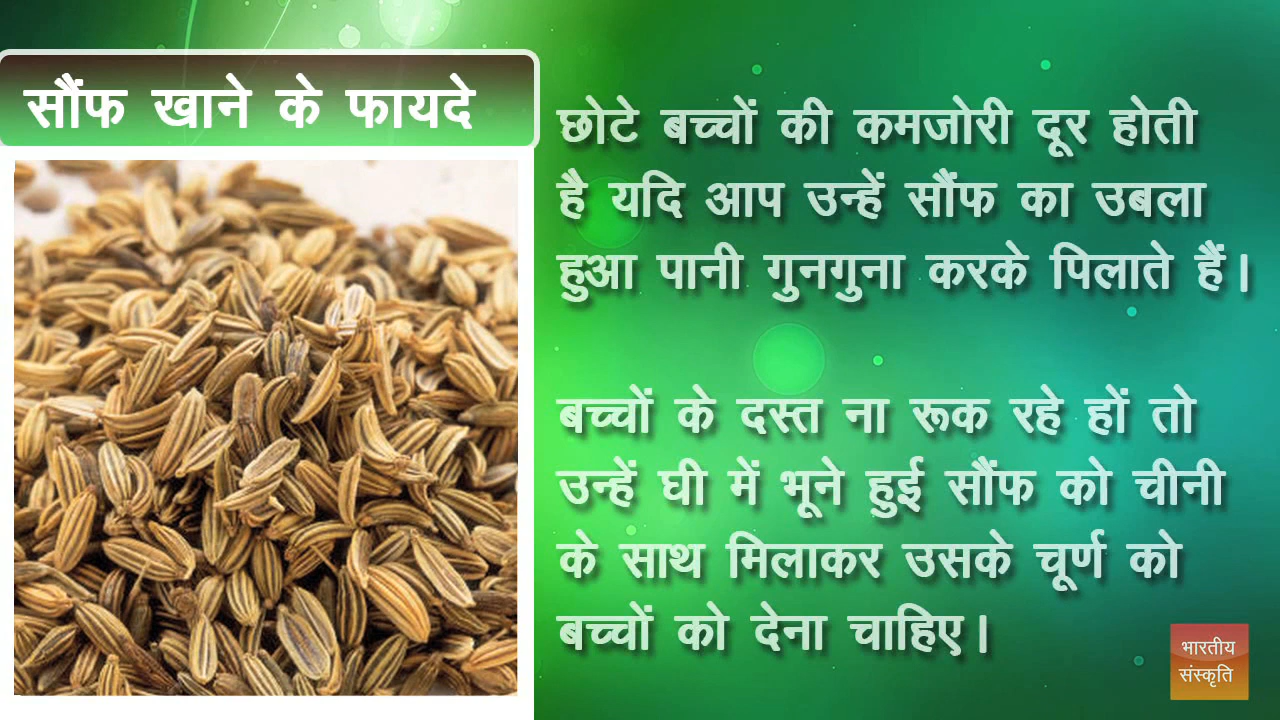 सौंफ खाने के फायदे
छोटे बच्चों की कमजोरी दूर होती
है यदि आप उन्हें सौंफ का उबला
हुआ पानी गुनगुना करके पिलाते हैं।
बच्चों के दस्त ना रूक रहे हों तो
उन्हें घी में भूने हुई सौंफ को चीनी
के साथ मिलाकर उसके चूर्ण को
बच्चों को देना चाहिए।
भारतीय
संस्कृति